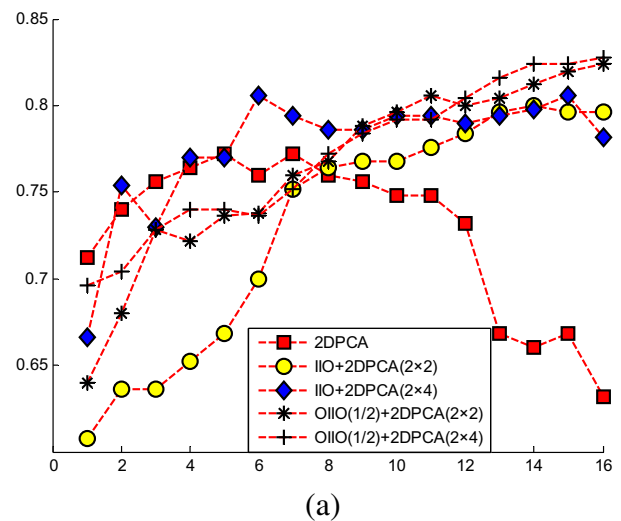 0.85
0.8
0.75
0.7
0.65
2DPCA
IIO+2DPCA(2×2)
IIO+2DPCA(2×4)
OIIO(1/2)+2DPCA(2×2)
OIIO(1/2)+2DPCA(2×4)
0 2 4 6 8 10 12 14 16
(a)